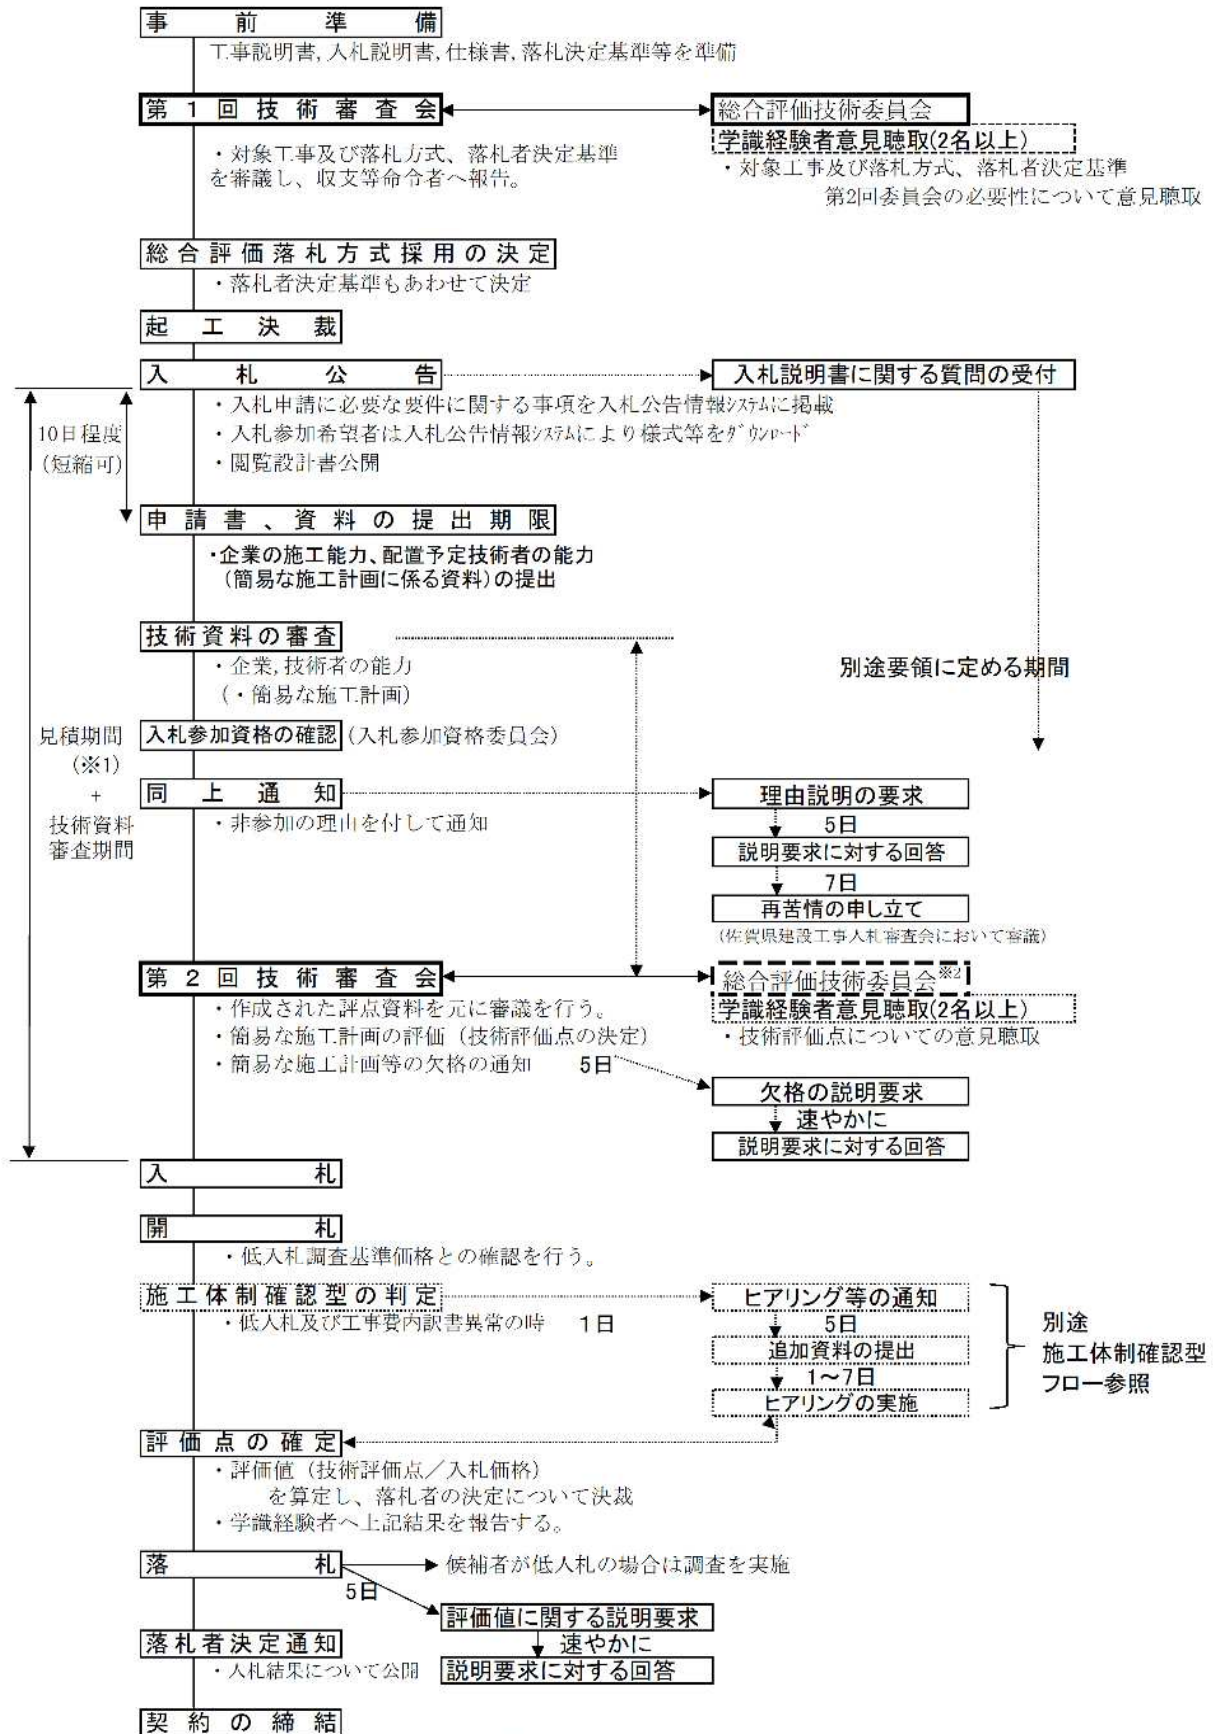 事前準備
工事説明書,入札説明書,仕様書,落札決定基準等を準備
第1回技術審査会
総合評価技術委員会
学識経験者意見聴取(2名以上)
・対象工事及び落札方式、落札者決定基準
を審議し、収支等命令者へ報告。
・対象工事及び落札方式、落札者決定基準
第2回委員会の必要性について意見聴取
総合評価落札方式採用の決定
・落札者決定基準もあわせて決定
起工決裁
入札公告
入札説明書に関する質問の受付
・入札申請に必要な要件に関する事項を入札公告情報ｼｽﾃﾑに掲載
・入札参加希望者は入札公告情報ｼｽﾃﾑにより様式等をﾀﾞｳﾝﾛｰﾄﾞ
・閲覧設計書公開
10日程度
(短縮可)
申請書、資料の提出期限
・企業の施工能力、配置予定技術者の能力
(簡易な施工計画に係る資料)の提出
技術資料の審査
・企業,技術者の能力
(・簡易な施工計画)
別途要領に定める期間
見積期間
(※1)
+
技術資料
審査期間
入札参加資格の確認 (入札参加資格委員会)
同上通知
・非参加の理由を付して通知
理由説明の要求
5日
説明要求に対する回答
7日
再苦情の申し立て
(佐賀県建設工事入札審査会において審議)
第2回技術審査会
総合評価技術委員会※2
学識経験者意見聴取(2名以上)
・技術評価点についての意見聴取
・作成された評点資料を元に審議を行う。
・簡易な施工計画の評価（技術評価点の決定）
・簡易な施工計画等の欠格の通知 5日
欠格の説明要求
速やかに
説明要求に対する回答
入札
開札
・低入札調査基準価格との確認を行う。
施工体制確認型の判定
・低入札及び工事費内訳書異常の時 1日
ヒアリング等の通知
5日
追加資料の提出
1～7日
ヒアリングの実施
別途
施工体制確認型
フロー参照
評価点の確定
・評価値（技術評価点／入札価格）
を算定し、落札者の決定について決裁
・学識経験者へ上記結果を報告する。
落札
候補者が低入札の場合は調査を実施
5日
評価値に関する説明要求
速やかに
説明要求に対する回答
落札者決定通知
・入札結果について公開
契約の締結